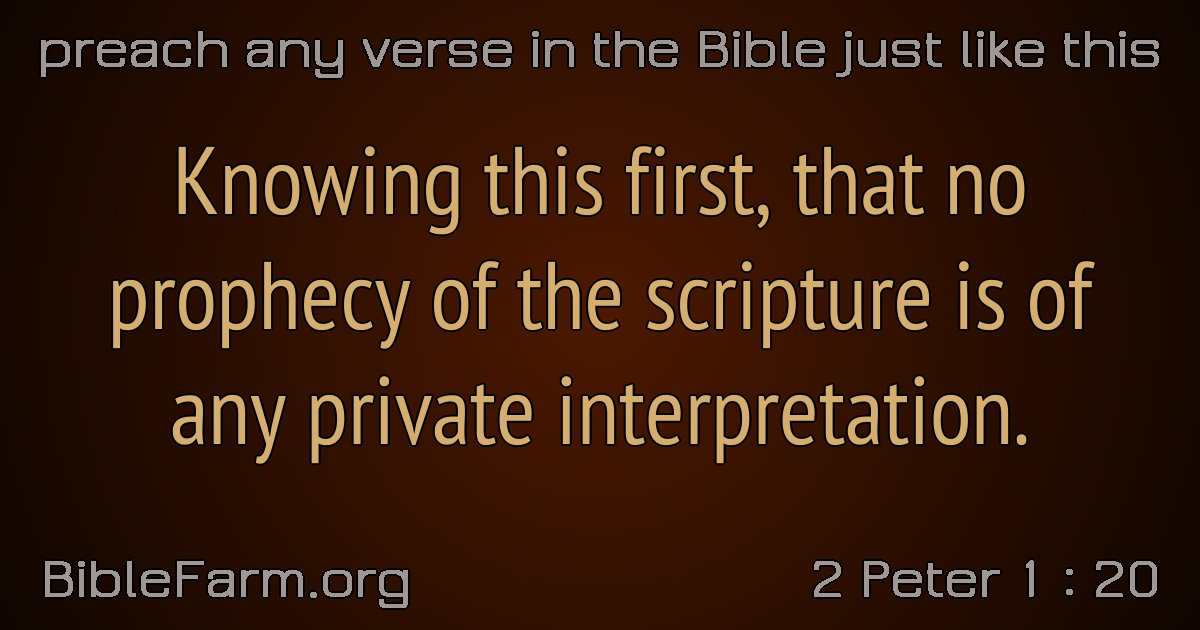 preach any verse in the Bible just like this
Knowing this first, that no
prophecy of the scripture is of
any private interpretation.
BibleFarm.org
2 Peter 1 : 20